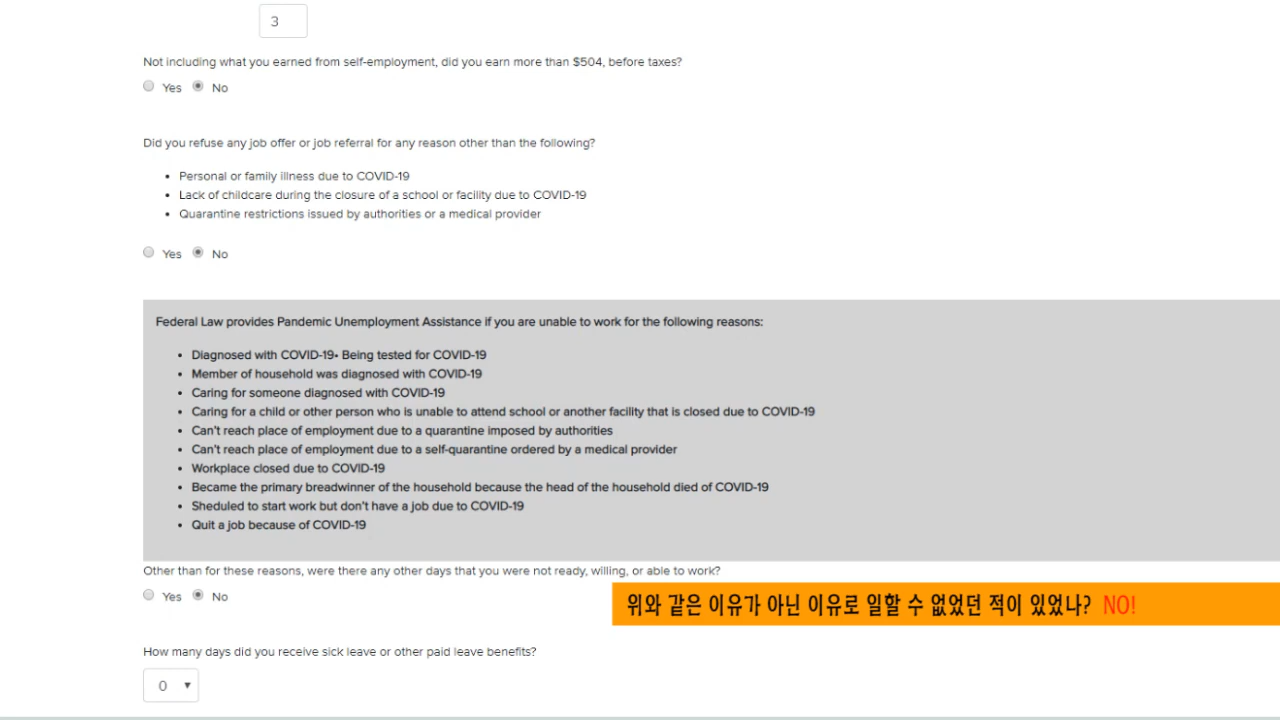 3
Not including what you earned from self-employment, did you earn more than $504, before taxes?
Yes No
Did you refuse any job offer or job referral for any reason other than the following?
• Personal or family illness due to COVID-19
• Lack of childcare during the closure of a school or facility due to COVID-19
• Quarantine restrictions issued by authorities or a medical provider
Yes No
Federal Law provides Pandemic Unemployment Assistance if you are unable to work for the following reasons:
• Diagnosed with COVID-19• Being tested for COVID-19
• Member of household was diagnosed with COVID-19
• Caring for someone diagnosed with COVID-19
• Caring for a child or other person who is unable to attend school or another facility that is closed due to COVID-19
• Can't reach place of employment due to a quarantine imposed by authorities
• Can't reach place of employment due to a self-quarantine ordered by a medical provider
• Workplace closed due to COVID-19
• Became the primary breadwinner of the household because the head of the household died of COVID-19
• Sheduled to start work but don't have a job due to COVID-19
• Quit a job because of COVID-19
Other than for these reasons, were there any other days that you were not ready, willing, or able to work?
Yes No
위와 같은 이유가 아닌 이유로 일할 수 없었던 적이 있었나? NO!
How many days did you receive sick leave or other paid leave benefits?
0